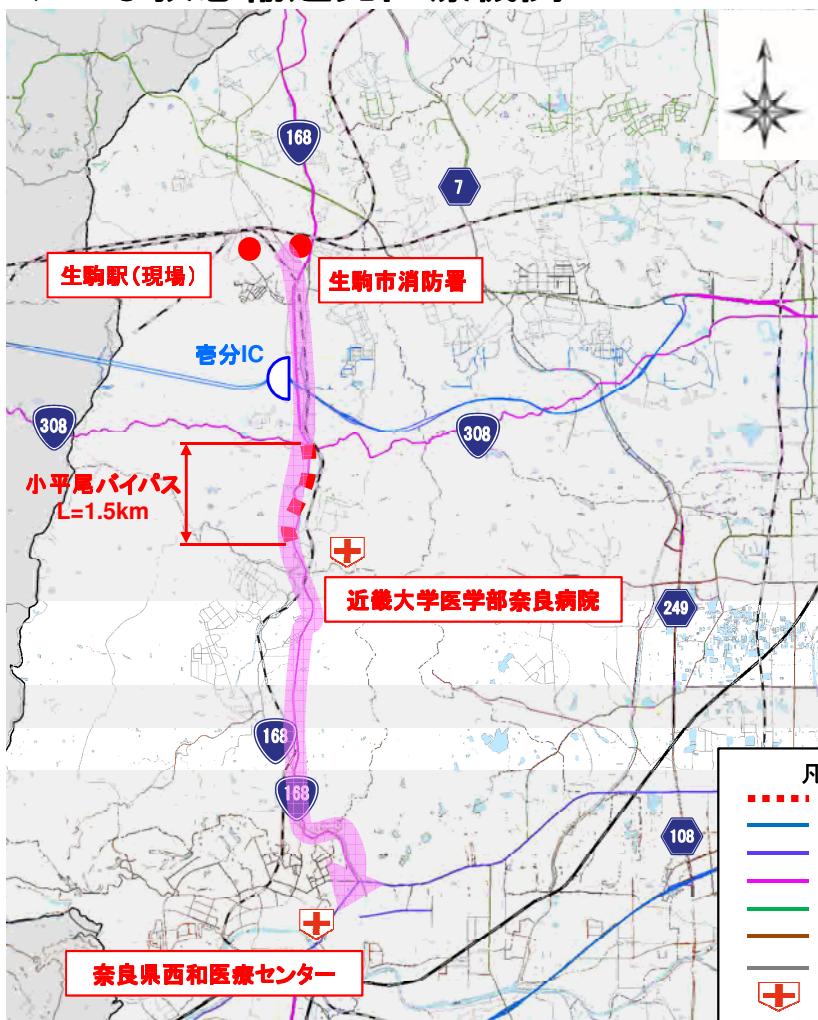 168
7
生駒駅(現場)
生駒市消防署
壱分IC
308
308
小平尾バイパス
L=1.5km
近畿大学医学部奈良病院
249
168
168
108
奈良県西和医療センター
凡